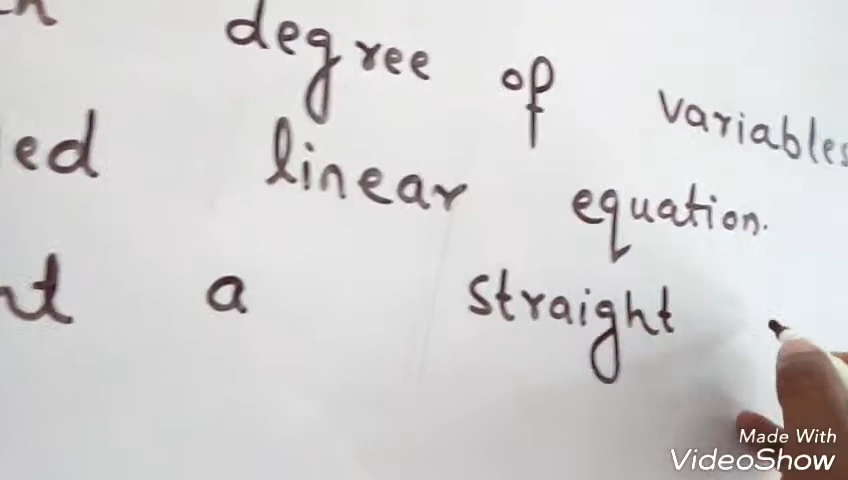 degree of variables
ed linear equation.
t a straight
Made With
VideoShow